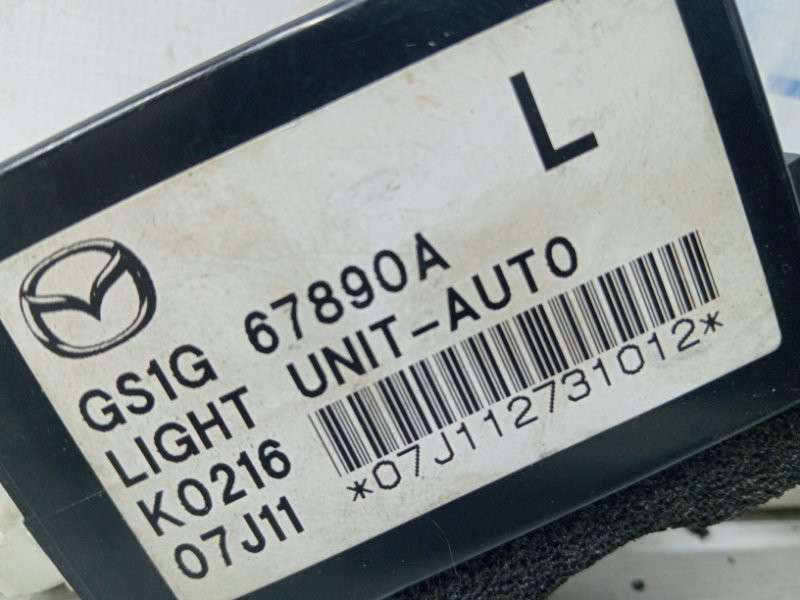 L
GS1G 67890A
LIGHT UNIT-AUTO
K0216
07J11
*07J112731012*